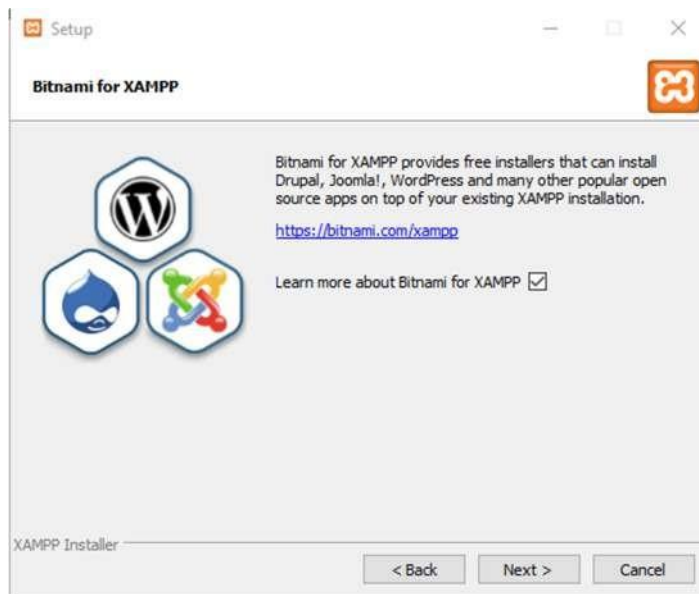 Setup
Bitnami for XAMPP
Bitnami for XAMPP provides free installers that can install
Drupal, Joomla!, WordPress and many other popular open
source apps on top of your existing XAMPP installation.
https://bitnami.com/xampp
Learn more about Bitnami for XAMPP
XAMPP Installer
< Back
Next >
Cancel